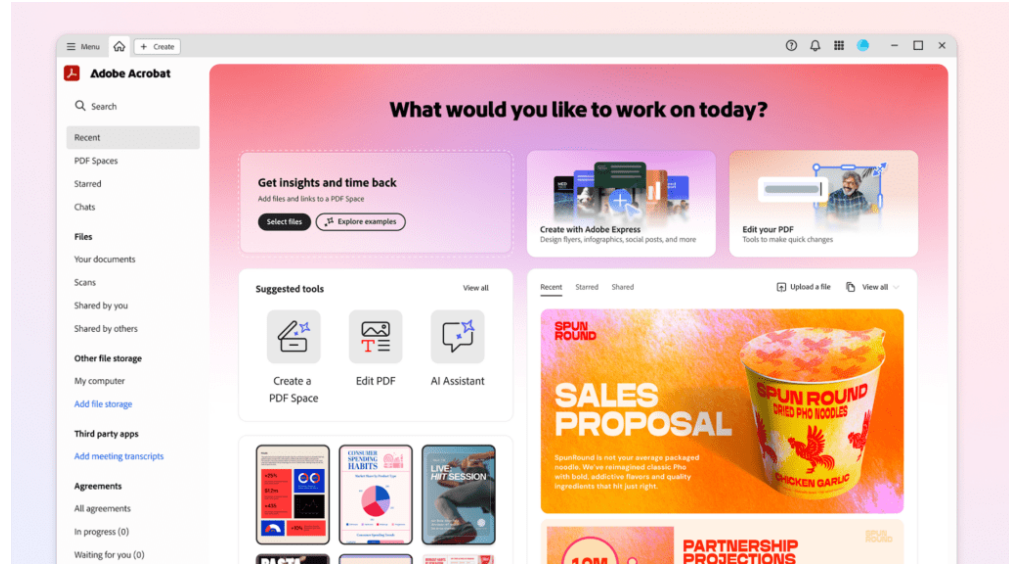 Menu
Create
Adobe Acrobat
Search
Recent
PDF Spaces
Starred
Chats
Files
Your documents
Scans
Shared by you
Shared by others
Other file storage
My computer
Add file storage
Third party apps
Add meeting transcripts
Agreements
All agreements
In progress (0)
Waiting for you (0)
What would you like to work on today?
Get insights and time back
Add files and links to a PDF Space
Select files
Explore examples
Create with Adobe Express
Design flyers, infographics, social posts, and more
Edit your PDF
Tools to make quick changes
Suggested tools
View all
Create a
PDF Space
Edit PDF
AI Assistant
CONSUMER
SPENDING
HABITS
LIVE:
HIIT SESSION
Recent
Starred
Shared
Upload a file
View all
SPUN
ROUND
SALES
PROPOSAL
SpunRound is not your average packaged
noodle. We've reimagined classic Pho
with bold, addictive flavors and quality
ingredients that hit just right.
SPUN ROUND
DRIED PHO NOODLES
CHICKEN GARLIC
SPUN
ROUND
10M
PARTNERSHIP
PROJECTIONS